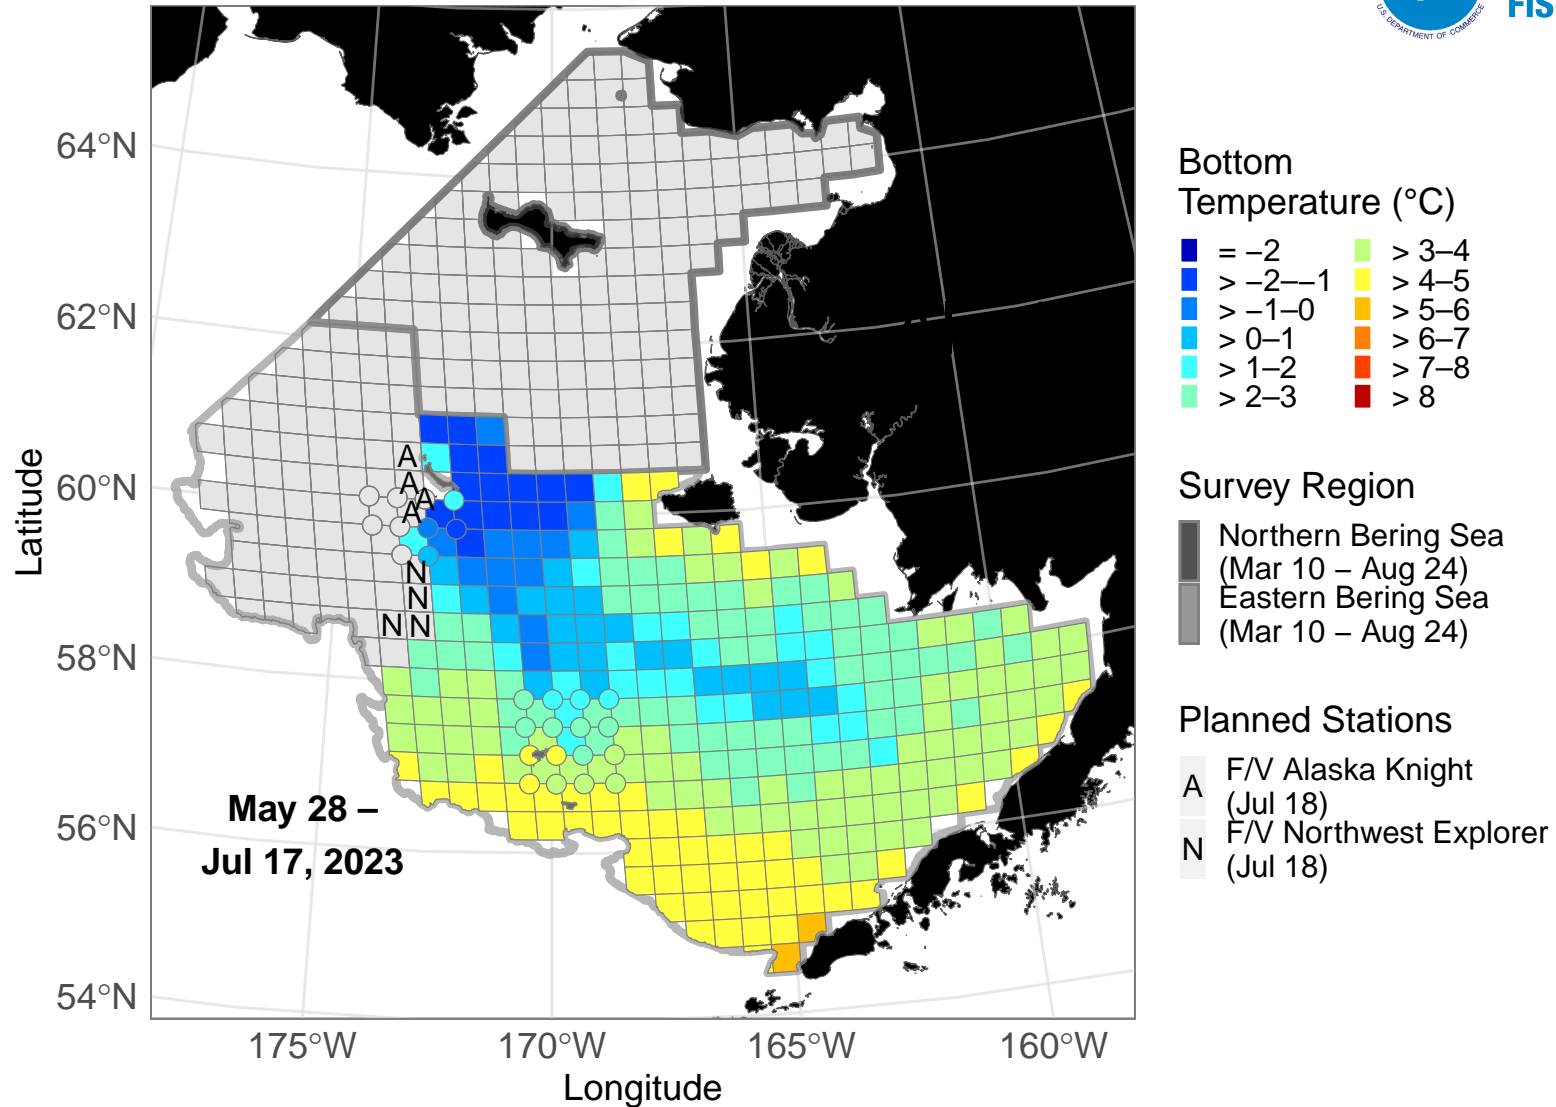 U.S. DEPARTMENT OF COMMERCE
FIS
64°N
62°N
60°N
58°N
56°N
54°N
Latitude
175°W
170°W
165°W
160°W
Longitude
A
A
A
A
N
N
N N
May 28 –
Jul 17, 2023
Bottom
Temperature (°C)
= −2
> −2−−1
> −1−0
> 0−1
> 1−2
> 2−3
> 3−4
> 4−5
> 5−6
> 6−7
> 7−8
> 8
Survey Region
Northern Bering Sea
(Mar 10 − Aug 24)
Eastern Bering Sea
(Mar 10 − Aug 24)
Planned Stations
A F/V Alaska Knight
(Jul 18)
N F/V Northwest Explorer
(Jul 18)